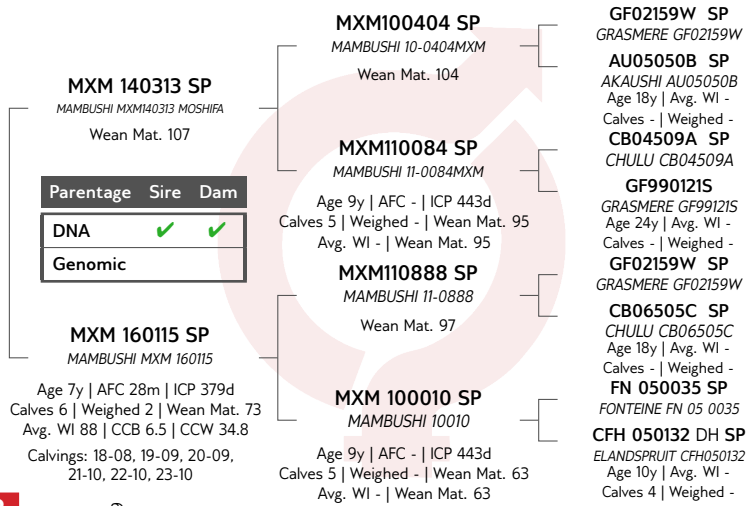 MXM 140313 SP
MAMBUSHI MXM140313 MOSHIFA
Wean Mat. 107
Parentage Sire Dam
DNA ✔ ✔
Genomic
MXM 160115 SP
MAMBUSHI MXM 160115
Age 7y | AFC 28m | ICP 379d
Calves 6 | Weighed 2 | Wean Mat. 73
Avg. WI 88 | CCB 6.5 | CCW 34.8
Calvings: 18-08, 19-09, 20-09,
21-10, 22-10, 23-10
MXM100404 SP
MAMBUSHI 10-0404MXM
Wean Mat. 104
MXM110084 SP
MAMBUSHI 11-0084MXM
Age 9y | AFC - | ICP 443d
Calves 5 | Weighed - | Wean Mat. 95
Avg. WI - | Wean Mat. 95
MXM110888 SP
MAMBUSHI 11-0888
Wean Mat. 97
MXM 100010 SP
MAMBUSHI 10010
Age 9y | AFC - | ICP 443d
Calves 5 | Weighed - | Wean Mat. 63
Avg. WI - | Wean Mat. 63
GF02159W SP
GRASMERE GF02159W
AU05050B SP
AKAUSHI AU05050B
Age 18y | Avg. WI -
Calves - | Weighed -
CB04509A SP
CHULU CB04509A
GF990121S
GRASMERE GF99121S
Age 24y | Avg. WI -
Calves - | Weighed -
GF02159W SP
GRASMERE GF02159W
CB06505C SP
CHULU CB06505C
Age 18y | Avg. WI -
Calves - | Weighed -
FN 050035 SP
FONTEINE FN 05 0035
CFH 050132 DH SP
ELANDSPRUIT CFH050132
Age 10y | Avg. WI -
Calves 4 | Weighed -